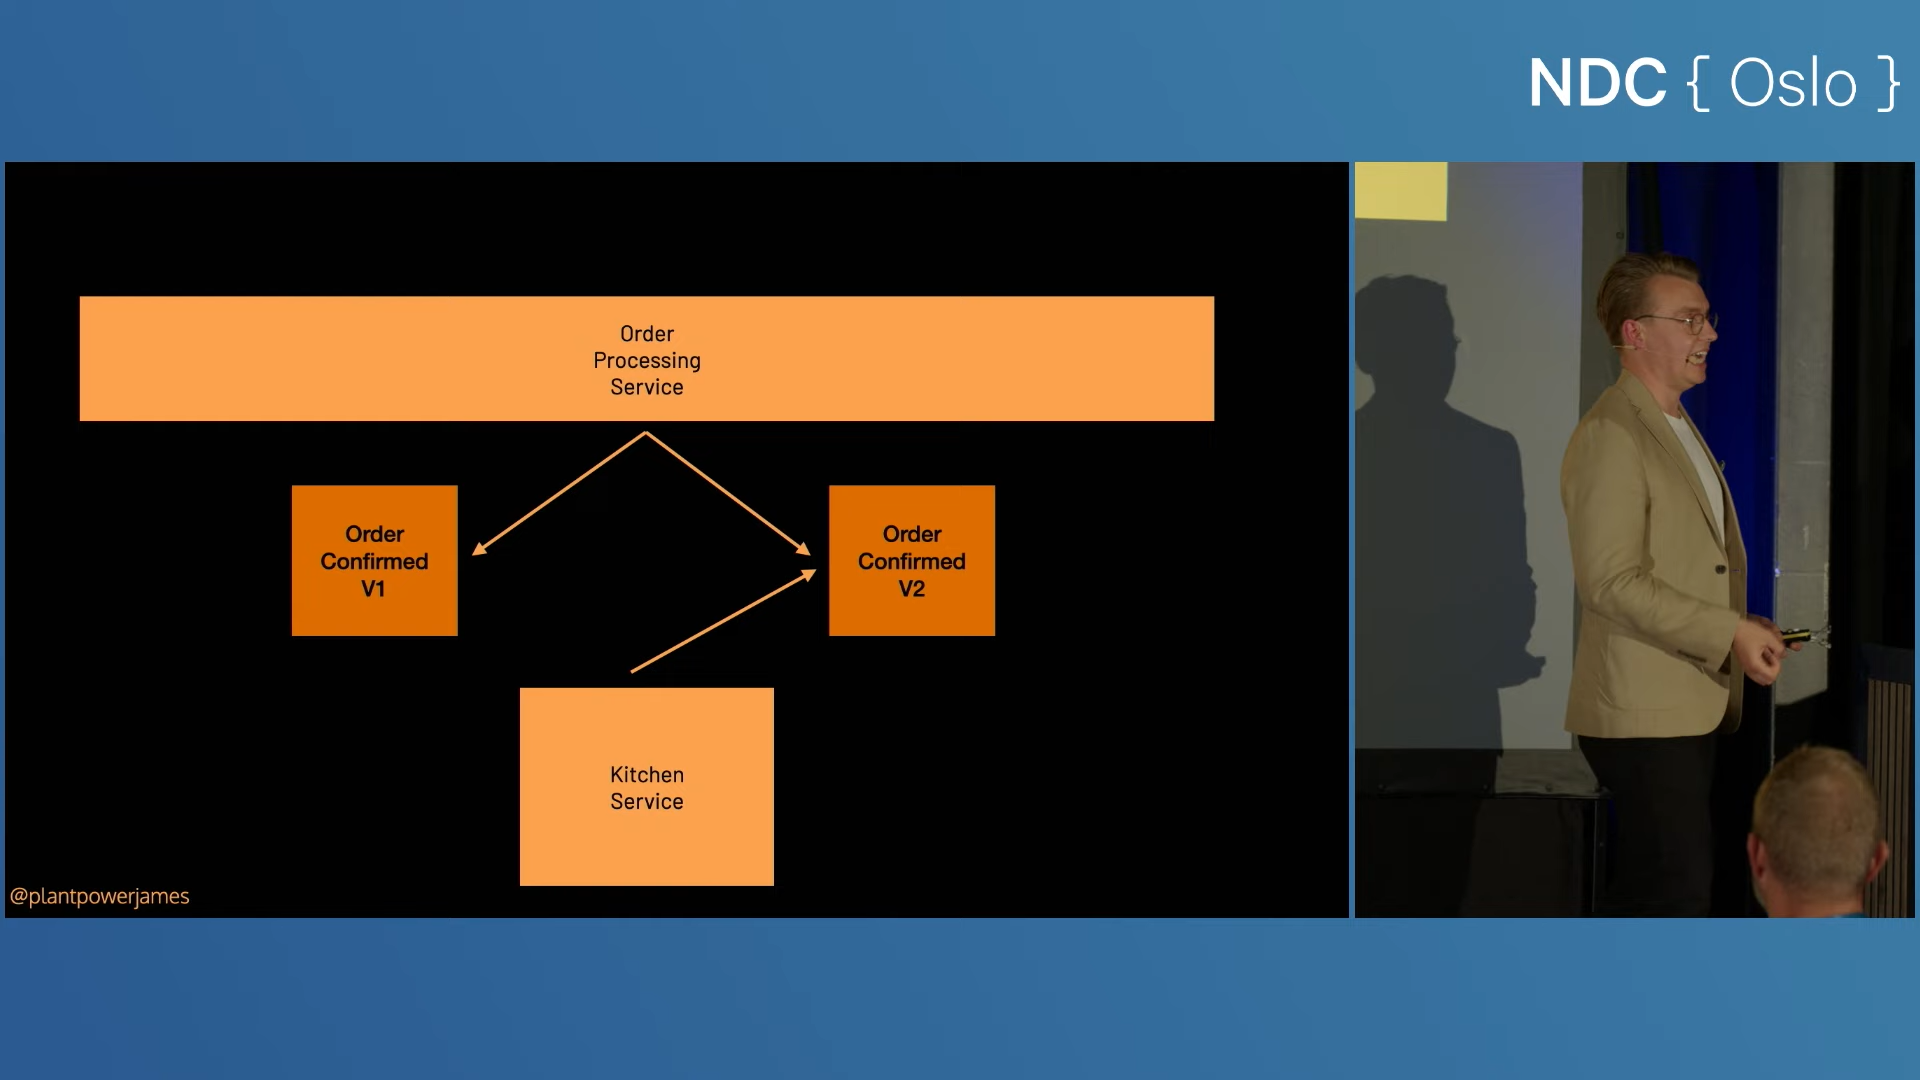 NDC { Oslo }
Order
Processing
Service
Order
Confirmed
V1
Order
Confirmed
V2
Kitchen
Service
@plantpowerjames